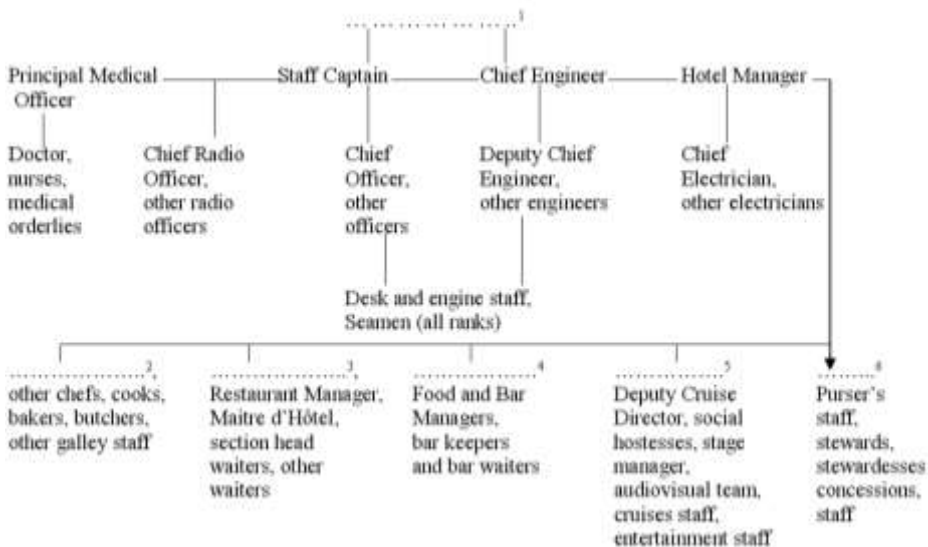 …………………1
Principal Medical
Officer
Staff Captain
Chief Engineer
Hotel Manager
Doctor,
nurses,
medical
orderlies
Chief Radio
Officer,
other radio
officers
Chief
Officer,
other
officers
Deputy Chief
Engineer,
other engineers
Chief
Electrician,
other electricians
Desk and engine staff,
Seamen (all ranks)
…………………2,
other chefs, cooks,
bakers, butchers,
other galley staff
…………………3,
Restaurant Manager,
Maitre d’Hôtel,
section head
waiters, other
waiters
…………………4
Food and Bar
Managers,
bar keepers
and bar waiters
…………………5
Deputy Cruise
Director, social
hostesses, stage
manager,
audiovisual team,
cruises staff,
entertainment staff
…………6
Purser’s
staff,
stewards,
stewardesses
concessions,
staff